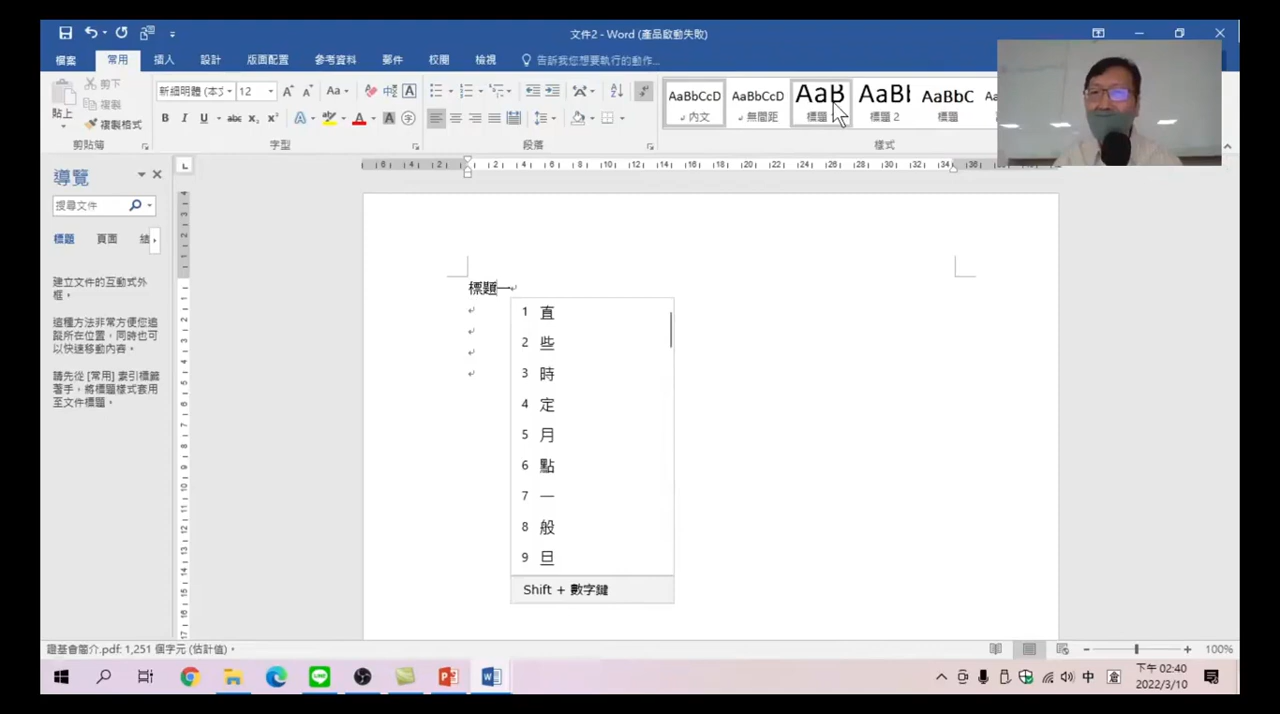 文件2 - Word (產品啟動失敗)
檔案 常用 插入 設計 版面配置 參考資料 郵件 校閱 檢視 告訴我您想要執行的動作...
貼上
剪下
複製
複製格式
新細明體 (本文 12
B I U abc x₂ x² A A A
AaBbCcD 內文
AaBbCcD 無間距
AaB 標題 1
AaBl 標題 2
AaBbC 標題
剪貼簿 字型 段落 樣式
導覽
搜尋文件
標題 頁面
建立文件的互動式外
框。
這種方法非常方便您追
蹤所在位置，同時也可
以快速移動內容。
請先從 [常用] 索引標籤
著手，將標題樣式套用
至文件標題。
標題一
1 直
2 些
3 時
4 定
5 月
6 點
7 一
8 般
9 旦
Shift + 數字鍵
簡介.pdf: 1,251 個字元 (估計值)。
100%
中 倉
下午 02:40
2022/3/10